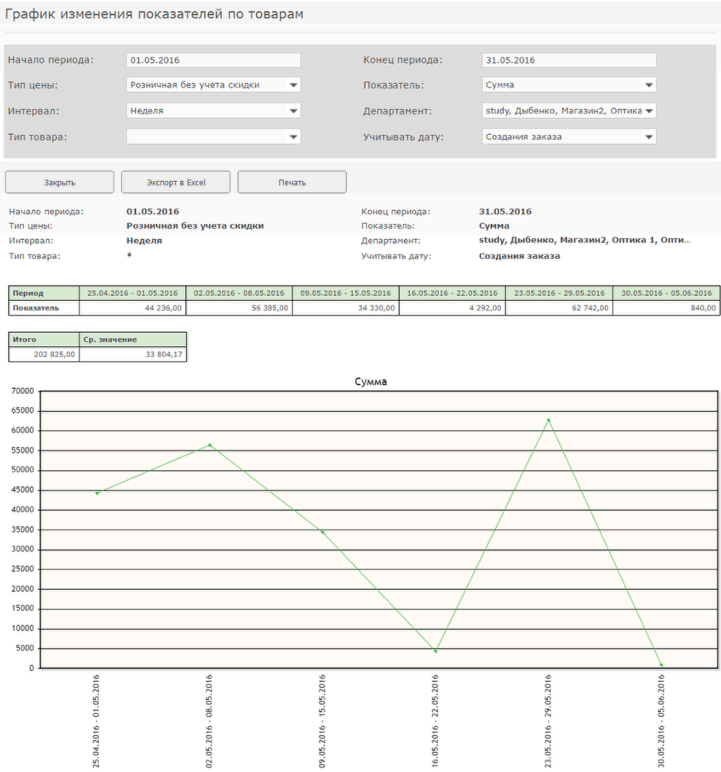 График изменения показателей по товарам
Начало периода: 01.05.2016 Конец периода: 31.05.2016
Тип цены: Розничная без учета скидки Показатель: Сумма
Интервал: Неделя Департамент: study, Дыбенко, Магазин2, Оптика
Тип товара: Учитывать дату: Создания заказа
Закрыть Экспорт в Excel Печать
Начало периода: 01.05.2016 Конец периода: 31.05.2016
Тип цены: Розничная без учета скидки Показатель: Сумма
Интервал: Неделя Департамент: study, Дыбенко, Магазин2, Оптика 1, Опти...
Тип товара: * Учитывать дату: Создания заказа
Период 25.04.2016 - 01.05.2016 02.05.2016 - 08.05.2016 09.05.2016 - 15.05.2016 16.05.2016 - 22.05.2016 23.05.2016 - 29.05.2016 30.05.2016 - 05.06.2016
Показатель 44 236,00 56 385,00 34 330,00 4 292,00 62 742,00 840,00
Итого Ср. значение
202 825,00 33 804,17
Сумма
70000
65000
60000
55000
50000
45000
40000
35000
30000
25000
20000
15000
10000
5000
0
25.04.2016 - 01.05.2016
02.05.2016 - 08.05.2016
09.05.2016 - 15.05.2016
16.05.2016 - 22.05.2016
23.05.2016 - 29.05.2016
30.05.2016 - 05.06.2016